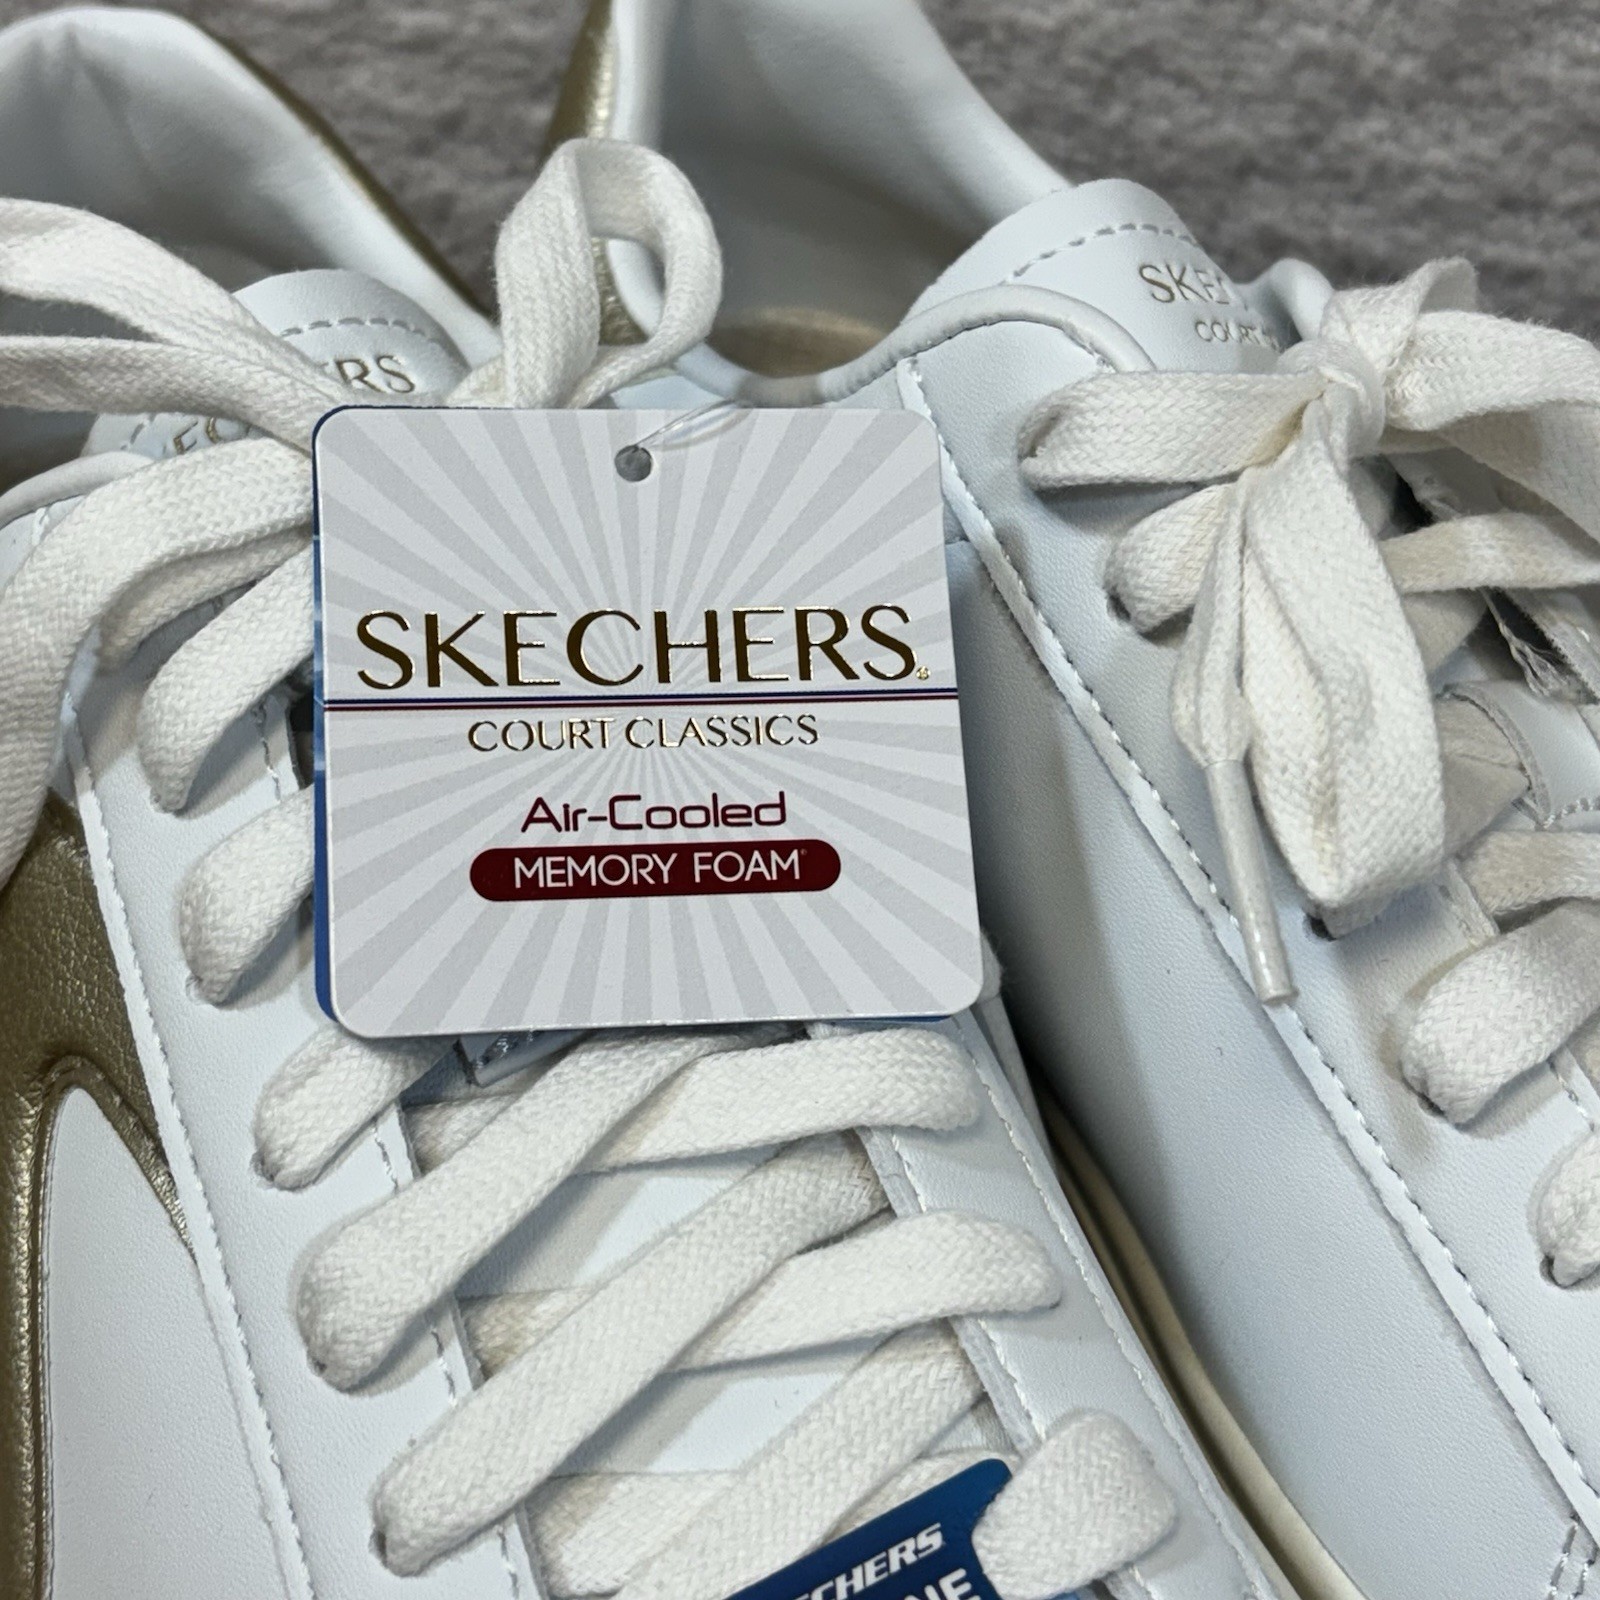 SKECHERS
COURT CLASSICS
Air-Cooled
MEMORY FOAM